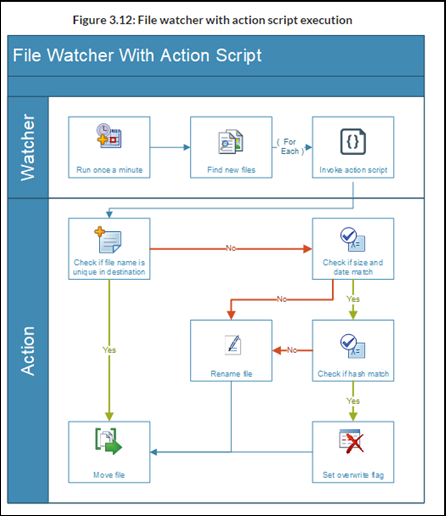 Figure 3.12: File watcher with action script execution
File Watcher With Action Script
Watcher
Run once a minute
Find new files
( For
Each )
Invoke action script
Action
Check if file name is
unique in destination
No
Check if size and
date match
No
Yes
Yes
Rename file
No
Check if hash match
Yes
Move file
Set overwrite flag